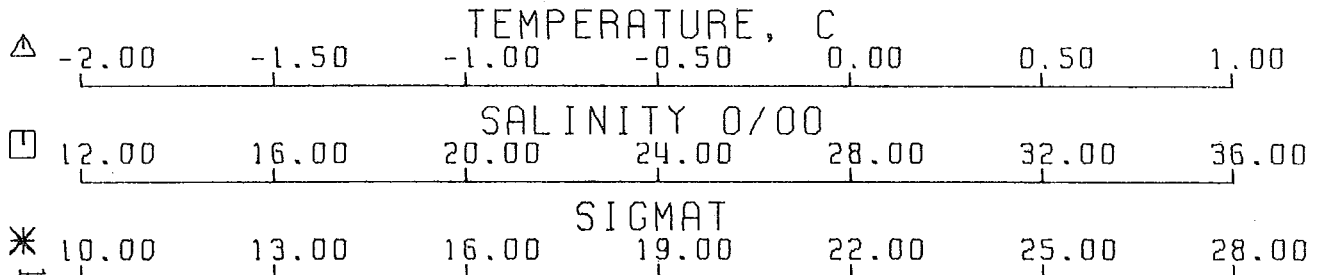 TEMPERATURE, C
-2.00 -1.50 -1.00 -0.50 0.00 0.50 1.00
SALINITY 0/00
12.00 16.00 20.00 24.00 28.00 32.00 36.00
SIGMAT
10.00 13.00 16.00 19.00 22.00 25.00 28.00